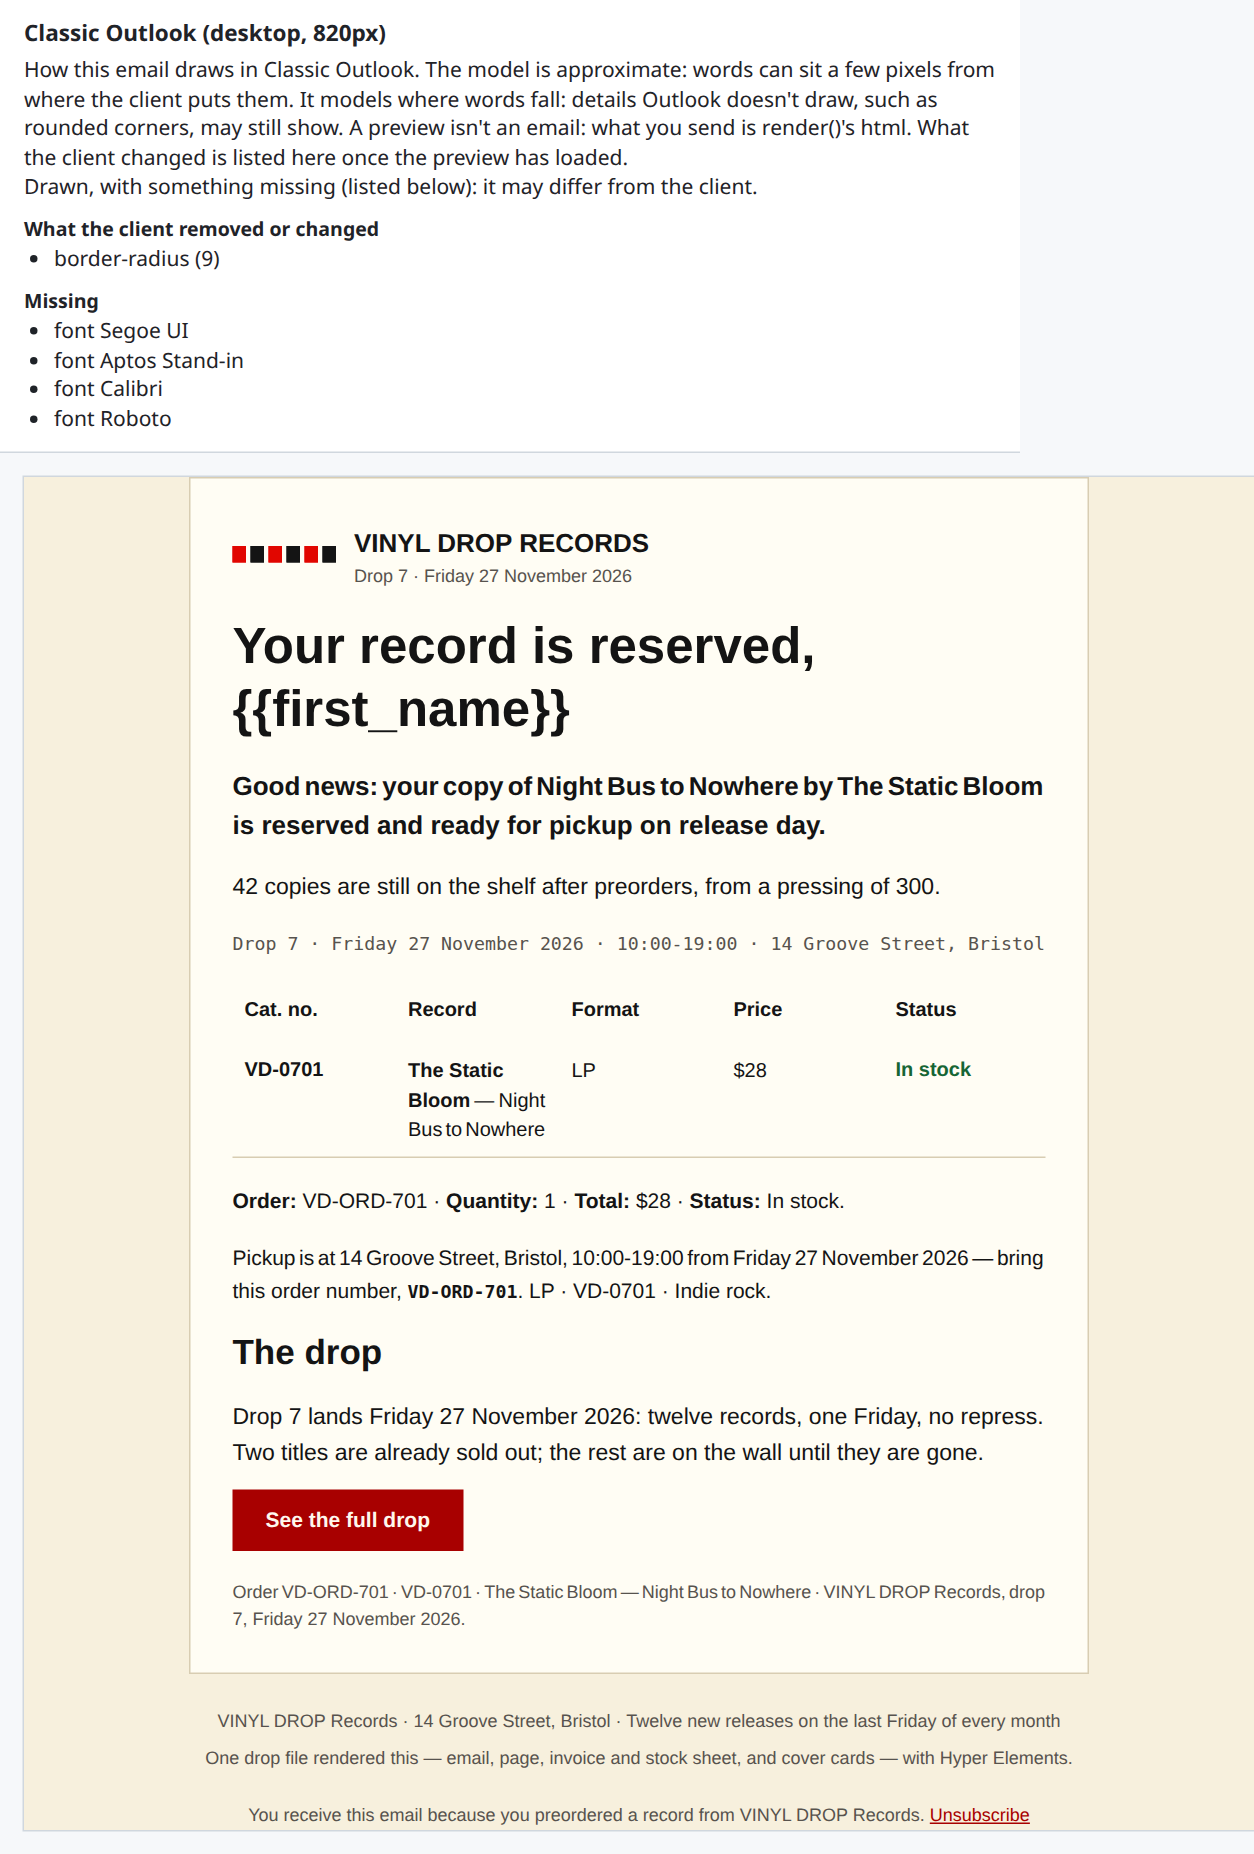 Classic Outlook (desktop, 820px)
How this email draws in Classic Outlook. The model is approximate: words can sit a few pixels from
where the client puts them. It models where words fall: details Outlook doesn't draw, such as
rounded corners, may still show. A preview isn't an email: what you send is render()'s html. What
the client changed is listed here once the preview has loaded.
Drawn, with something missing (listed below): it may differ from the client.
What the client removed or changed
• border-radius (9)
Missing
• font Segoe UI
• font Aptos Stand-in
• font Calibri
• font Roboto
VINYL DROP RECORDS
Drop 7 · Friday 27 November 2026
Your record is reserved,
{{first_name}}
Good news: your copy of Night Bus to Nowhere by The Static Bloom
is reserved and ready for pickup on release day.
42 copies are still on the shelf after preorders, from a pressing of 300.
Drop 7 · Friday 27 November 2026 · 10:00-19:00 · 14 Groove Street, Bristol
Cat. no. Record Format Price Status
VD-0701 The Static LP $28 In stock
Bloom — Night
Bus to Nowhere
Order: VD-ORD-701 · Quantity: 1 · Total: $28 · Status: In stock.
Pickup is at 14 Groove Street, Bristol, 10:00-19:00 from Friday 27 November 2026 — bring
this order number, VD-ORD-701. LP · VD-0701 · Indie rock.
The drop
Drop 7 lands Friday 27 November 2026: twelve records, one Friday, no repress.
Two titles are already sold out; the rest are on the wall until they are gone.
See the full drop
Order VD-ORD-701 · VD-0701 · The Static Bloom — Night Bus to Nowhere · VINYL DROP Records, drop
7, Friday 27 November 2026.
VINYL DROP Records · 14 Groove Street, Bristol · Twelve new releases on the last Friday of every month
One drop file rendered this — email, page, invoice and stock sheet, and cover cards — with Hyper Elements.
You receive this email because you preordered a record from VINYL DROP Records. Unsubscribe